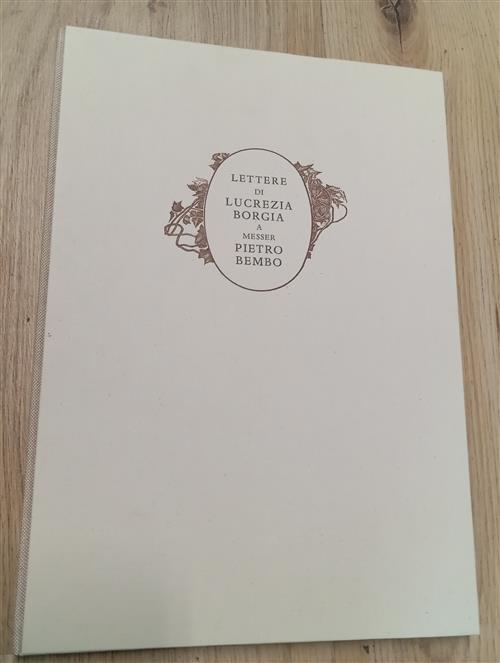 LETTERE
DI
LUCREZIA
BORGIA
A
MESSER
PIETRO
BEMBO